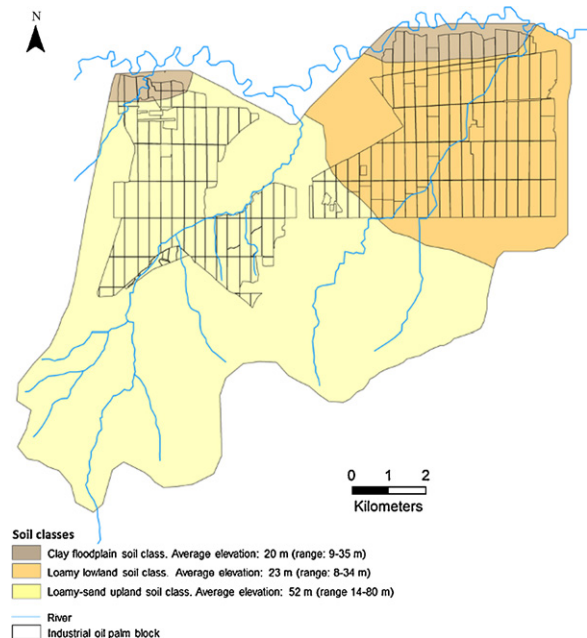 N
0 1 2
Kilometers
Soil classes
Clay floodplain soil class. Average elevation: 20 m (range: 9-35 m)
Loamy lowland soil class. Average elevation: 23 m (range: 8-34 m)
Loamy-sand upland soil class. Average elevation: 52 m (range 14-80 m)
River
Industrial oil palm block